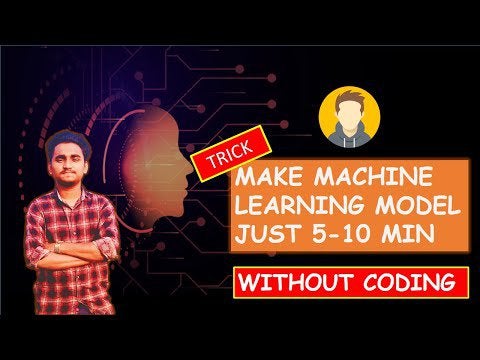 TRICK
MAKE MACHINE
LEARNING MODEL
JUST 5-10 MIN
WITHOUT CODING